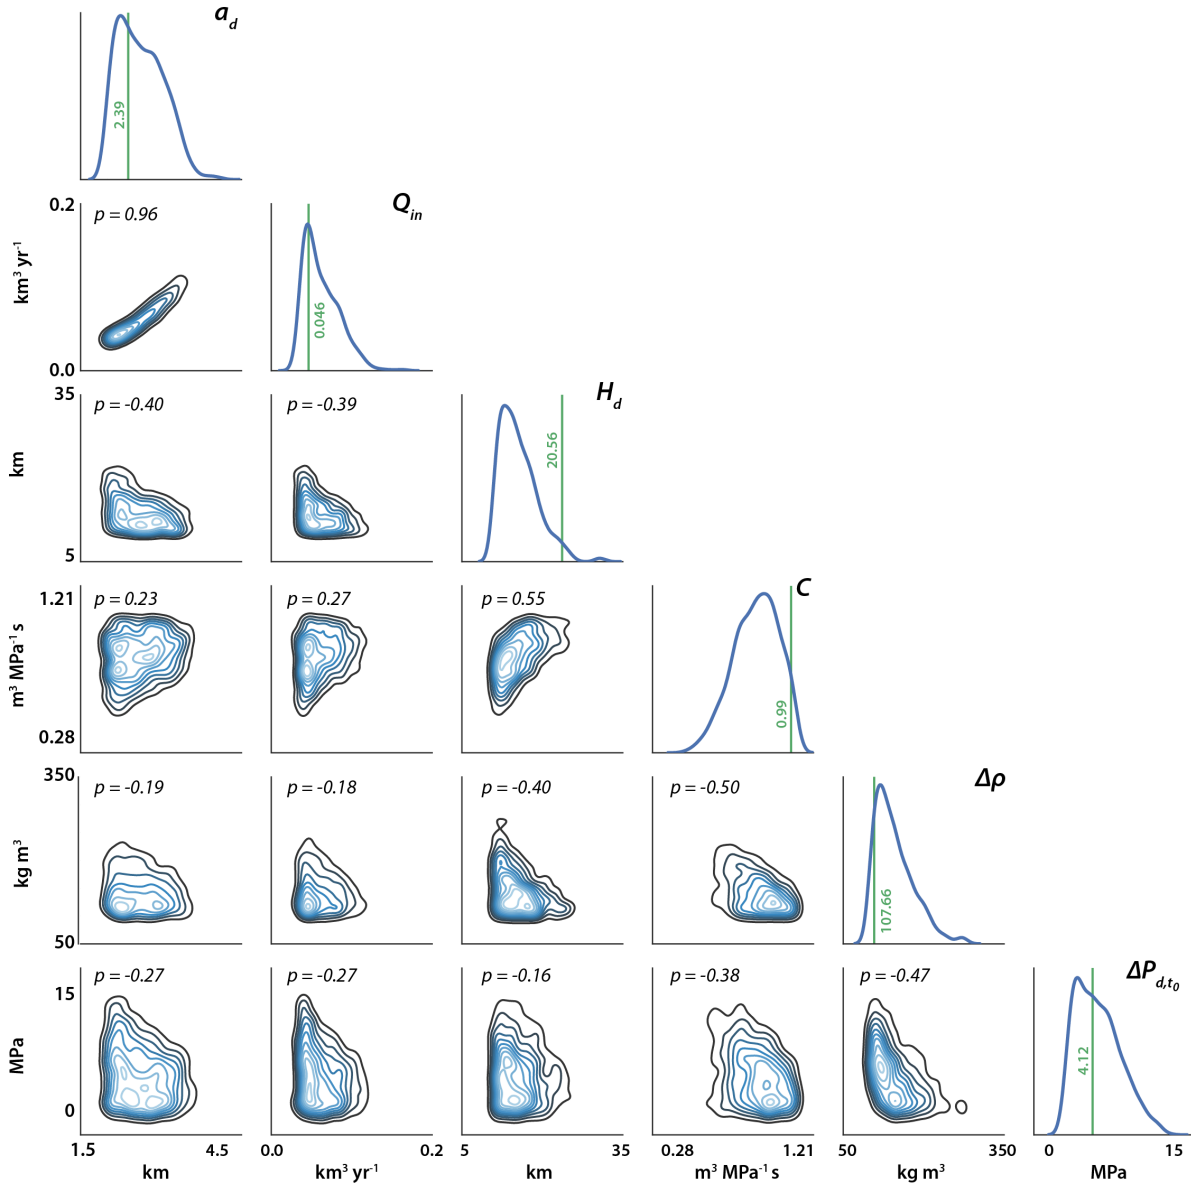 a_d
2.39
0.2
km³ yr⁻¹
0.0
p = 0.96
Q_in
0.046
35
km
5
p = -0.40
p = -0.39
H_d
20.56
1.21
m³ MPa⁻¹ s
0.28
p = 0.23
p = 0.27
p = 0.55
C
0.99
350
kg m³
50
p = -0.19
p = -0.18
p = -0.40
p = -0.50
Δρ
107.66
15
MPa
0
p = -0.27
p = -0.27
p = -0.16
p = -0.38
p = -0.47
ΔP_d,t₀
4.12
1.5 4.5 0.0 0.2 5 35 0.28 1.21 50 350 0 15
km km³ yr⁻¹ km m³ MPa⁻¹ s kg m³ MPa